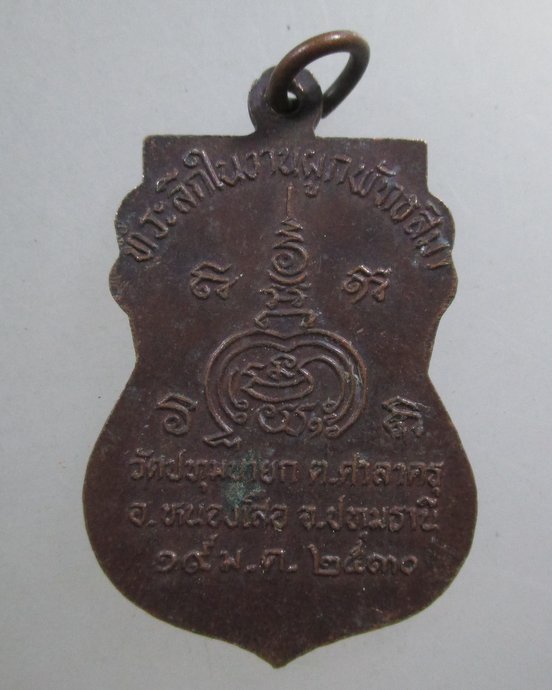 ที่ระลึกในงานผูกพัทธสีมา
วัดปทุมนายก ต.ศาลาครุ
อ.หนองเสือ จ.ปทุมธานี
๑๙ ม.ค. ๒๕๓๐